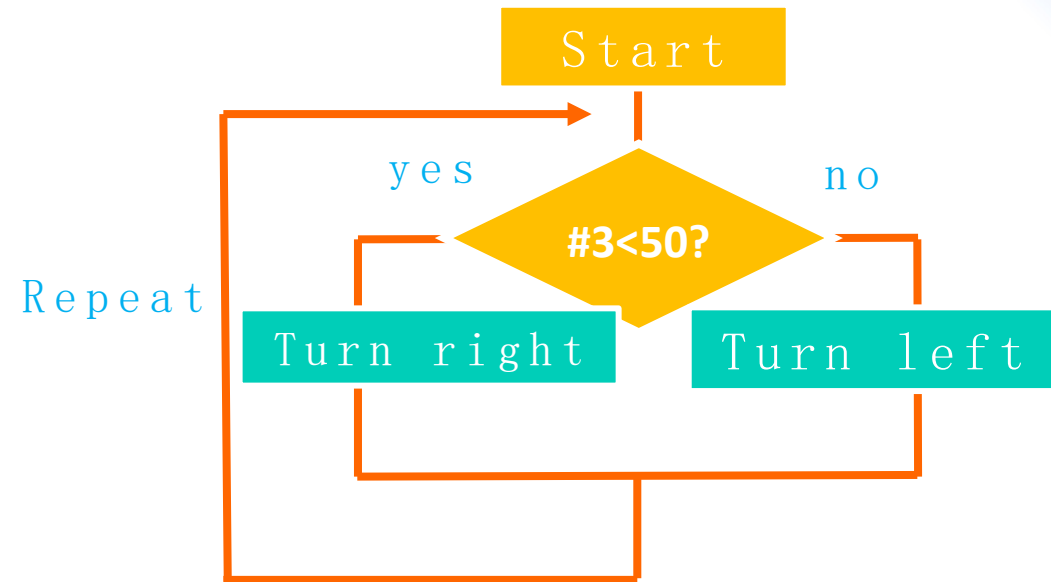 Start
yes
no
#3<50?
Repeat
Turn right
Turn left